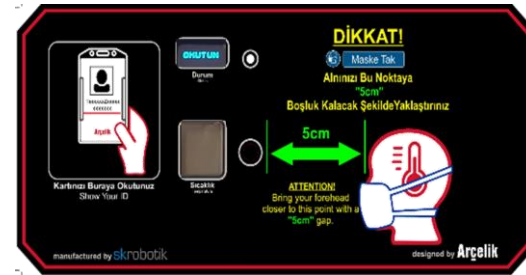 Arçelik
Kartınızı Buraya Okutunuz
Show Your ID
manufactured by skrobotik
OKUTUN
Durum
Sıcaklık
DİKKAT!
Maske Tak
Alnınızı Bu Noktaya
"5cm"
Boşluk Kalacak ŞekildeYaklaştırınız
5cm
ATTENTION!
Bring your forehead
closer to this point with a
"5cm" gap.
designed by Arçelik